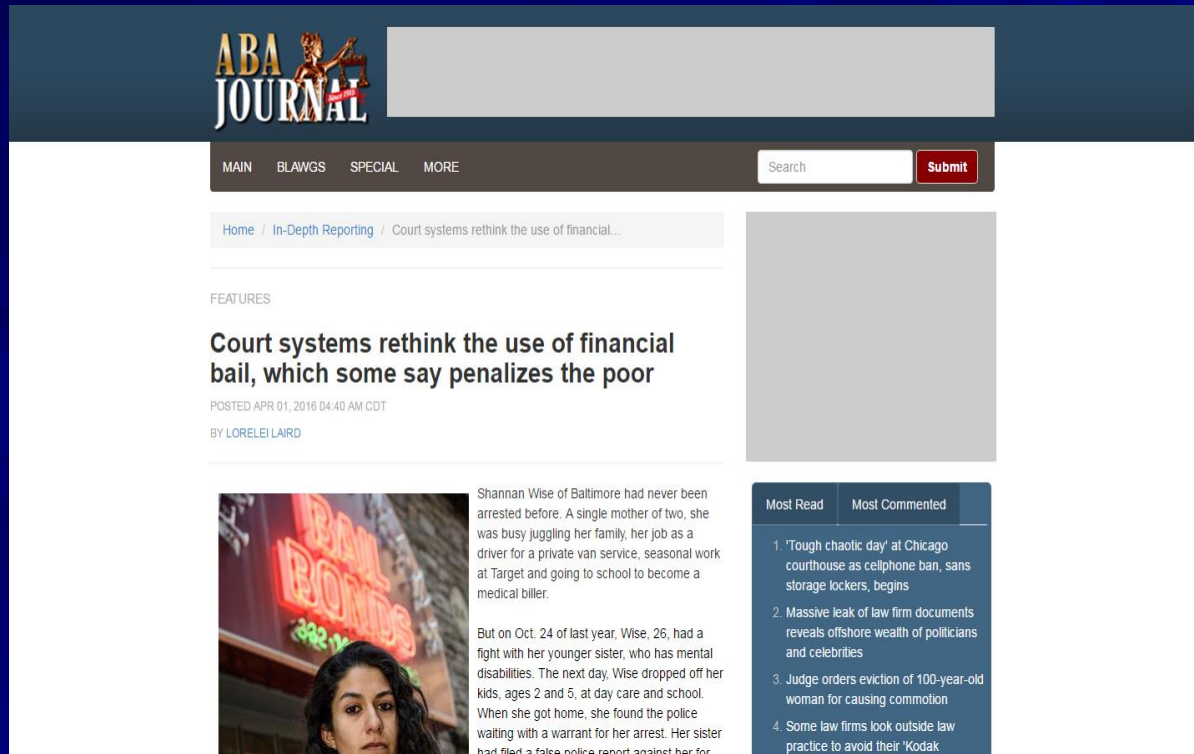 ABA
JOURNAL
Since 1915
MAIN BLAWGS SPECIAL MORE
Search
Submit
Home / In-Depth Reporting / Court systems rethink the use of financial...
FEATURES
Court systems rethink the use of financial
bail, which some say penalizes the poor
POSTED APR 01, 2016 04:40 AM CDT
BY LORELEI LAIRD
BAIL
BONDS
Shannan Wise of Baltimore had never been
arrested before. A single mother of two, she
was busy juggling her family, her job as a
driver for a private van service, seasonal work
at Target and going to school to become a
medical biller.
But on Oct. 24 of last year, Wise, 26, had a
fight with her younger sister, who has mental
disabilities. The next day, Wise dropped off her
kids, ages 2 and 5, at day care and school.
When she got home, she found the police
waiting with a warrant for her arrest. Her sister
had filed a false police report against her for
Most Read Most Commented
1. 'Tough chaotic day' at Chicago
courthouse as cellphone ban, sans
storage lockers, begins
2. Massive leak of law firm documents
reveals offshore wealth of politicians
and celebrities
3. Judge orders eviction of 100-year-old
woman for causing commotion
4. Some law firms look outside law
practice to avoid their 'Kodak